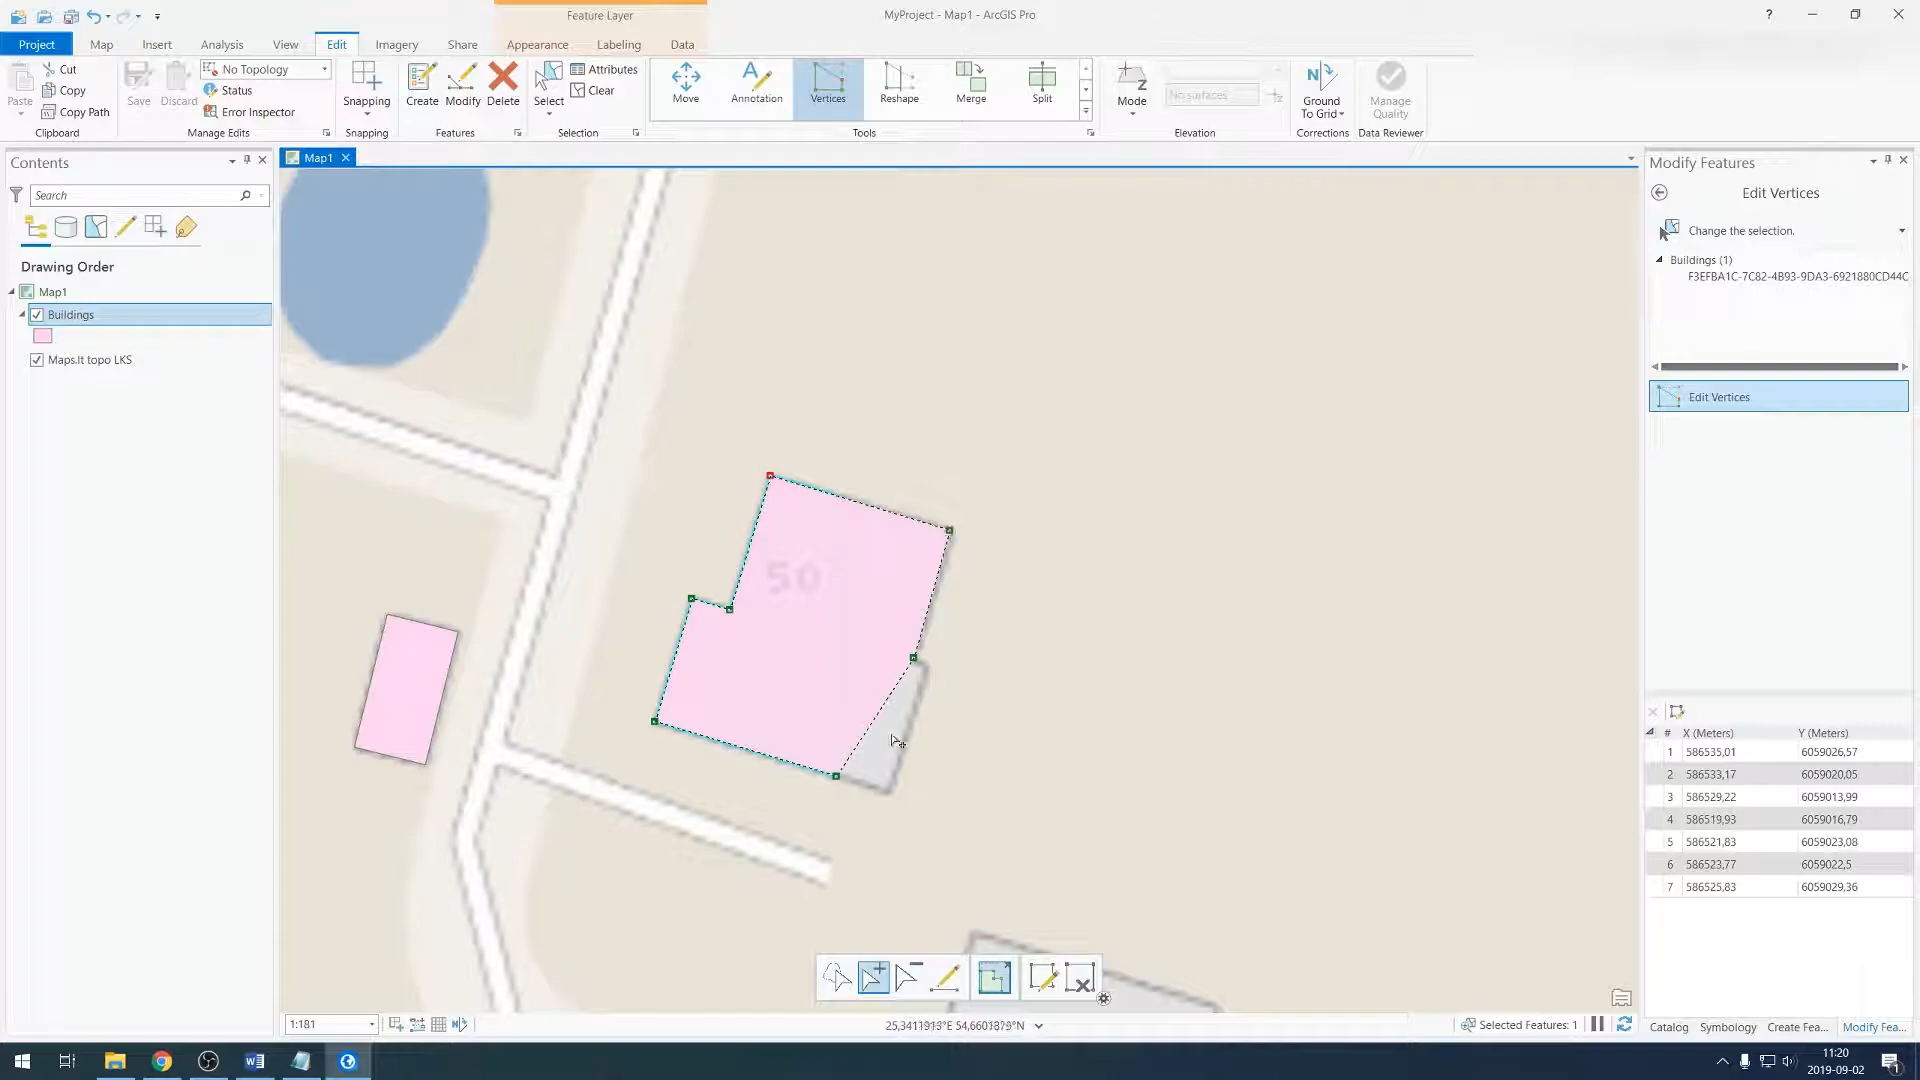 Feature Layer
MyProject - Map1 - ArcGIS Pro
?
Project
Map
Insert
Analysis
View
Edit
Imagery
Share
Appearance
Labeling
Data
Paste
Cut
Copy
Copy Path
Clipboard
Save
Discard
No Topology
Status
Error Inspector
Manage Edits
Snapping
Snapping
Create
Modify
Delete
Features
Select
Attributes
Clear
Selection
Move
Annotation
Vertices
Reshape
Merge
Split
Tools
Mode
No surfaces
Elevation
Ground
To Grid
Corrections
Manage
Quality
Data Reviewer
Contents
Search
Drawing Order
Map1
Buildings
Maps.lt topo LKS
Map1
50
Modify Features
Edit Vertices
Change the selection.
Buildings (1)
F3EFBA1C-7C82-4B93-9DA3-6921880CD44C
Edit Vertices
# X (Meters) Y (Meters)
1 586535,01 6059026,57
2 586533,17 6059020,05
3 586529,22 6059013,99
4 586519,93 6059016,79
5 586521,83 6059023,08
6 586523,77 6059022,5
7 586525,83 6059029,36
1:181
Selected Features: 1
Catalog
Symbology
Create Fea...
Modify Fea...
11:20
2019-09-02